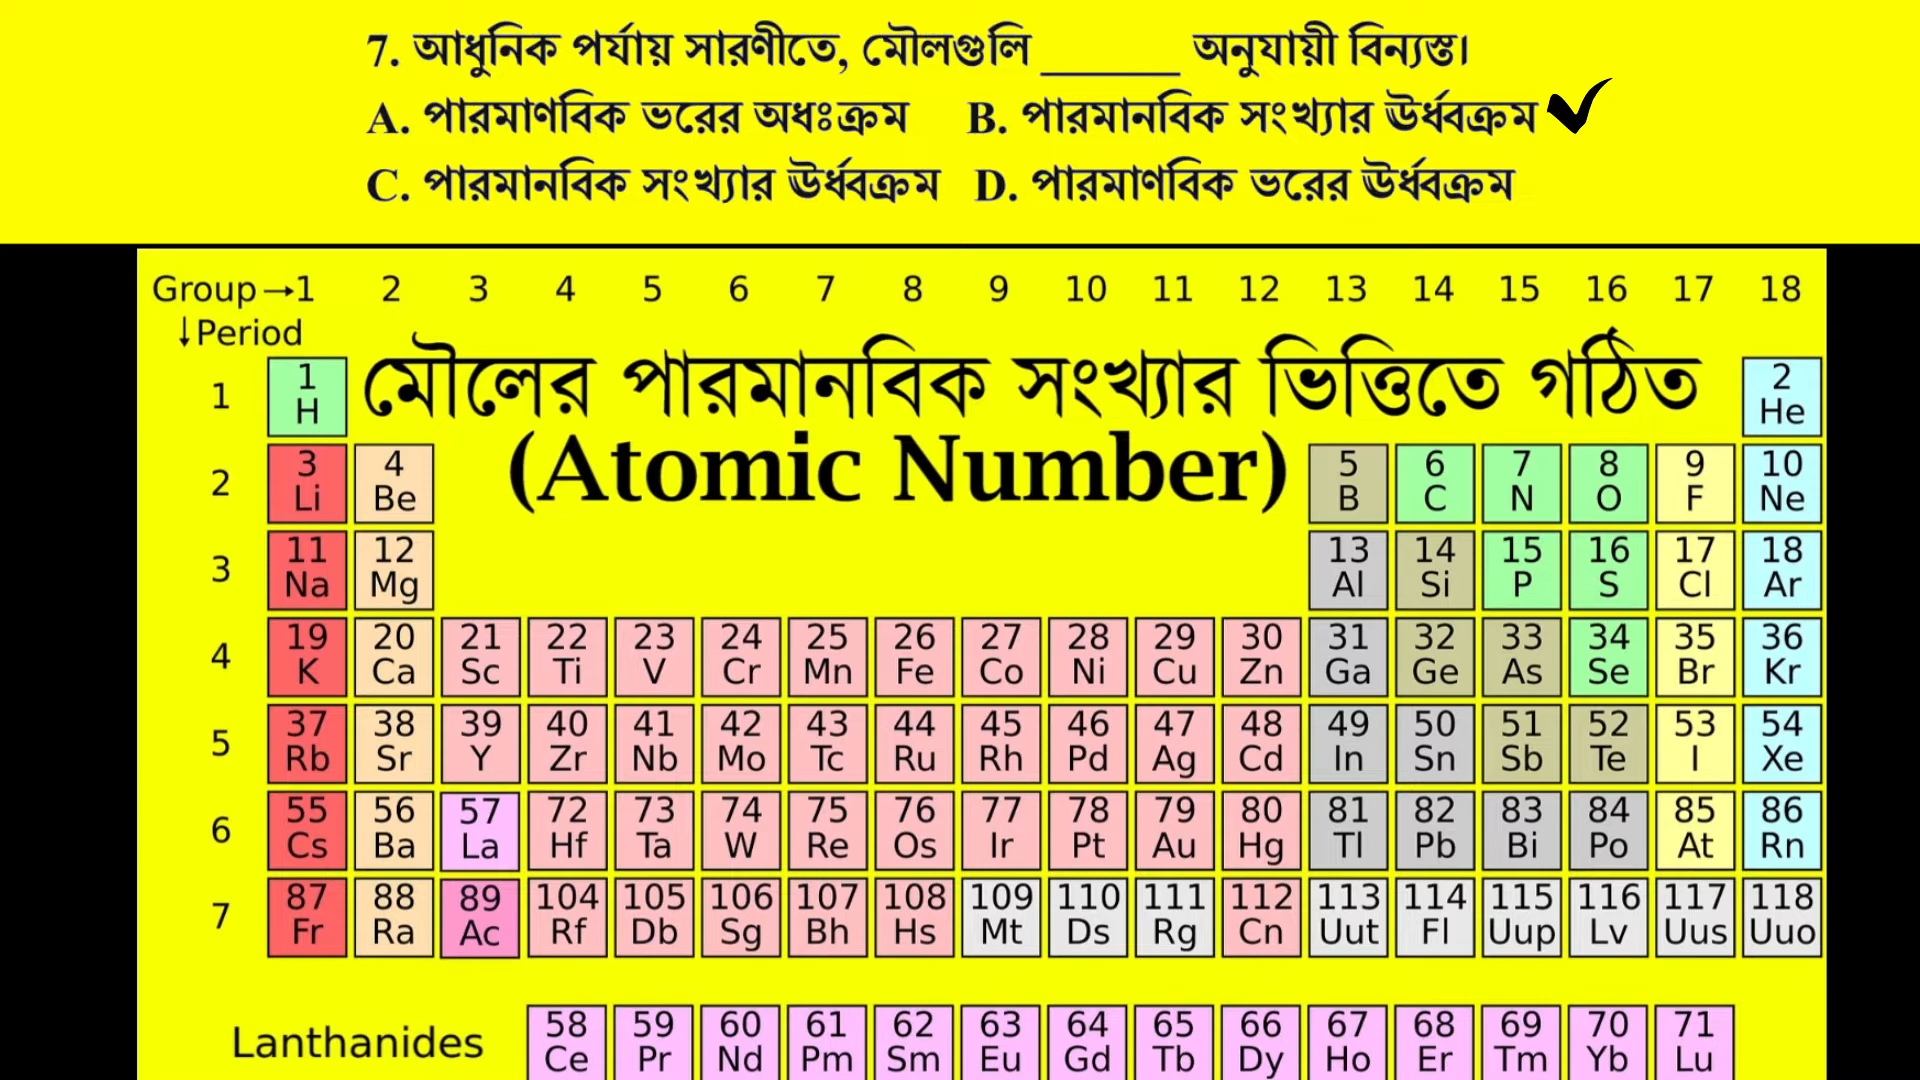 7. আধুনিক পর্যায় সারণীতে, মৌলগুলি ______ অনুযায়ী বিন্যস্ত।
A. পারমাণবিক ভরের অধঃক্রম B. পারমানবিক সংখ্যার ঊর্ধ্বক্রম
C. পারমানবিক সংখ্যার ঊর্ধ্বক্রম D. পারমাণবিক ভরের ঊর্ধ্বক্রম
Group→1 2 3 4 5 6 7 8 9 10 11 12 13 14 15 16 17 18
↓Period
মৌলের পারমানবিক সংখ্যার ভিত্তিতে গঠিত
(Atomic Number)
1 1 2
H He
2 3 4 5 6 7 8 9 10
Li Be B C N O F Ne
3 11 12 13 14 15 16 17 18
Na Mg Al Si P S Cl Ar
4 19 20 21 22 23 24 25 26 27 28 29 30 31 32 33 34 35 36
K Ca Sc Ti V Cr Mn Fe Co Ni Cu Zn Ga Ge As Se Br Kr
5 37 38 39 40 41 42 43 44 45 46 47 48 49 50 51 52 53 54
Rb Sr Y Zr Nb Mo Tc Ru Rh Pd Ag Cd In Sn Sb Te I Xe
6 55 56 57 72 73 74 75 76 77 78 79 80 81 82 83 84 85 86
Cs Ba La Hf Ta W Re Os Ir Pt Au Hg Tl Pb Bi Po At Rn
7 87 88 89 104 105 106 107 108 109 110 111 112 113 114 115 116 117 118
Fr Ra Ac Rf Db Sg Bh Hs Mt Ds Rg Cn Uut Fl Uup Lv Uus Uuo
Lanthanides 58 59 60 61 62 63 64 65 66 67 68 69 70 71
Ce Pr Nd Pm Sm Eu Gd Tb Dy Ho Er Tm Yb Lu